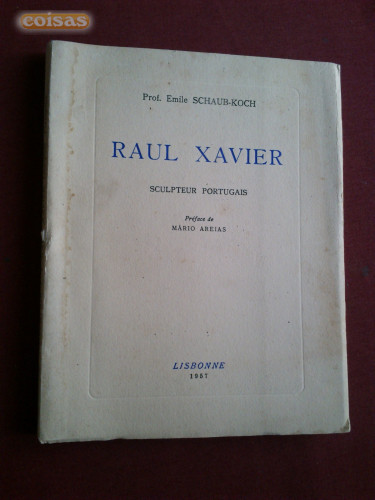 coisas
Prof. Emile SCHAUB-KOCH
RAUL XAVIER
SCULPTEUR PORTUGAIS
Préface de
MÁRIO AREIAS
LISBONNE
1957